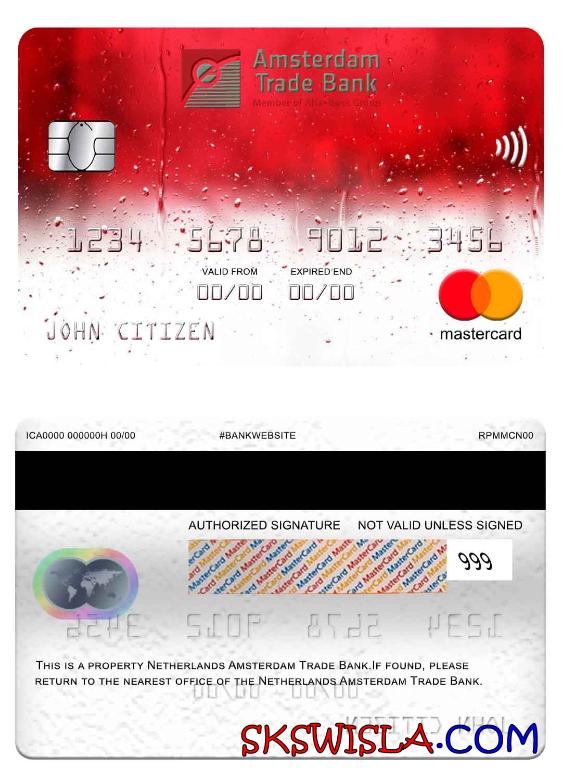 Amsterdam
Trade Bank
Member of Alfa-Bank Group
1234 5678 9012 3456
VALID FROM EXPIRED END
00/00 00/00
JOHN CITIZEN
mastercard
ICA0000 000000H 00/00 #BANKWEBSITE RPMMCN00
AUTHORIZED SIGNATURE NOT VALID UNLESS SIGNED
MasterCard MasterCard MasterCard
999
THIS IS A PROPERTY NETHERLANDS AMSTERDAM TRADE BANK.IF FOUND, PLEASE
RETURN TO THE NEAREST OFFICE OF THE NETHERLANDS AMSTERDAM TRADE BANK.
SKSWISLA.COM